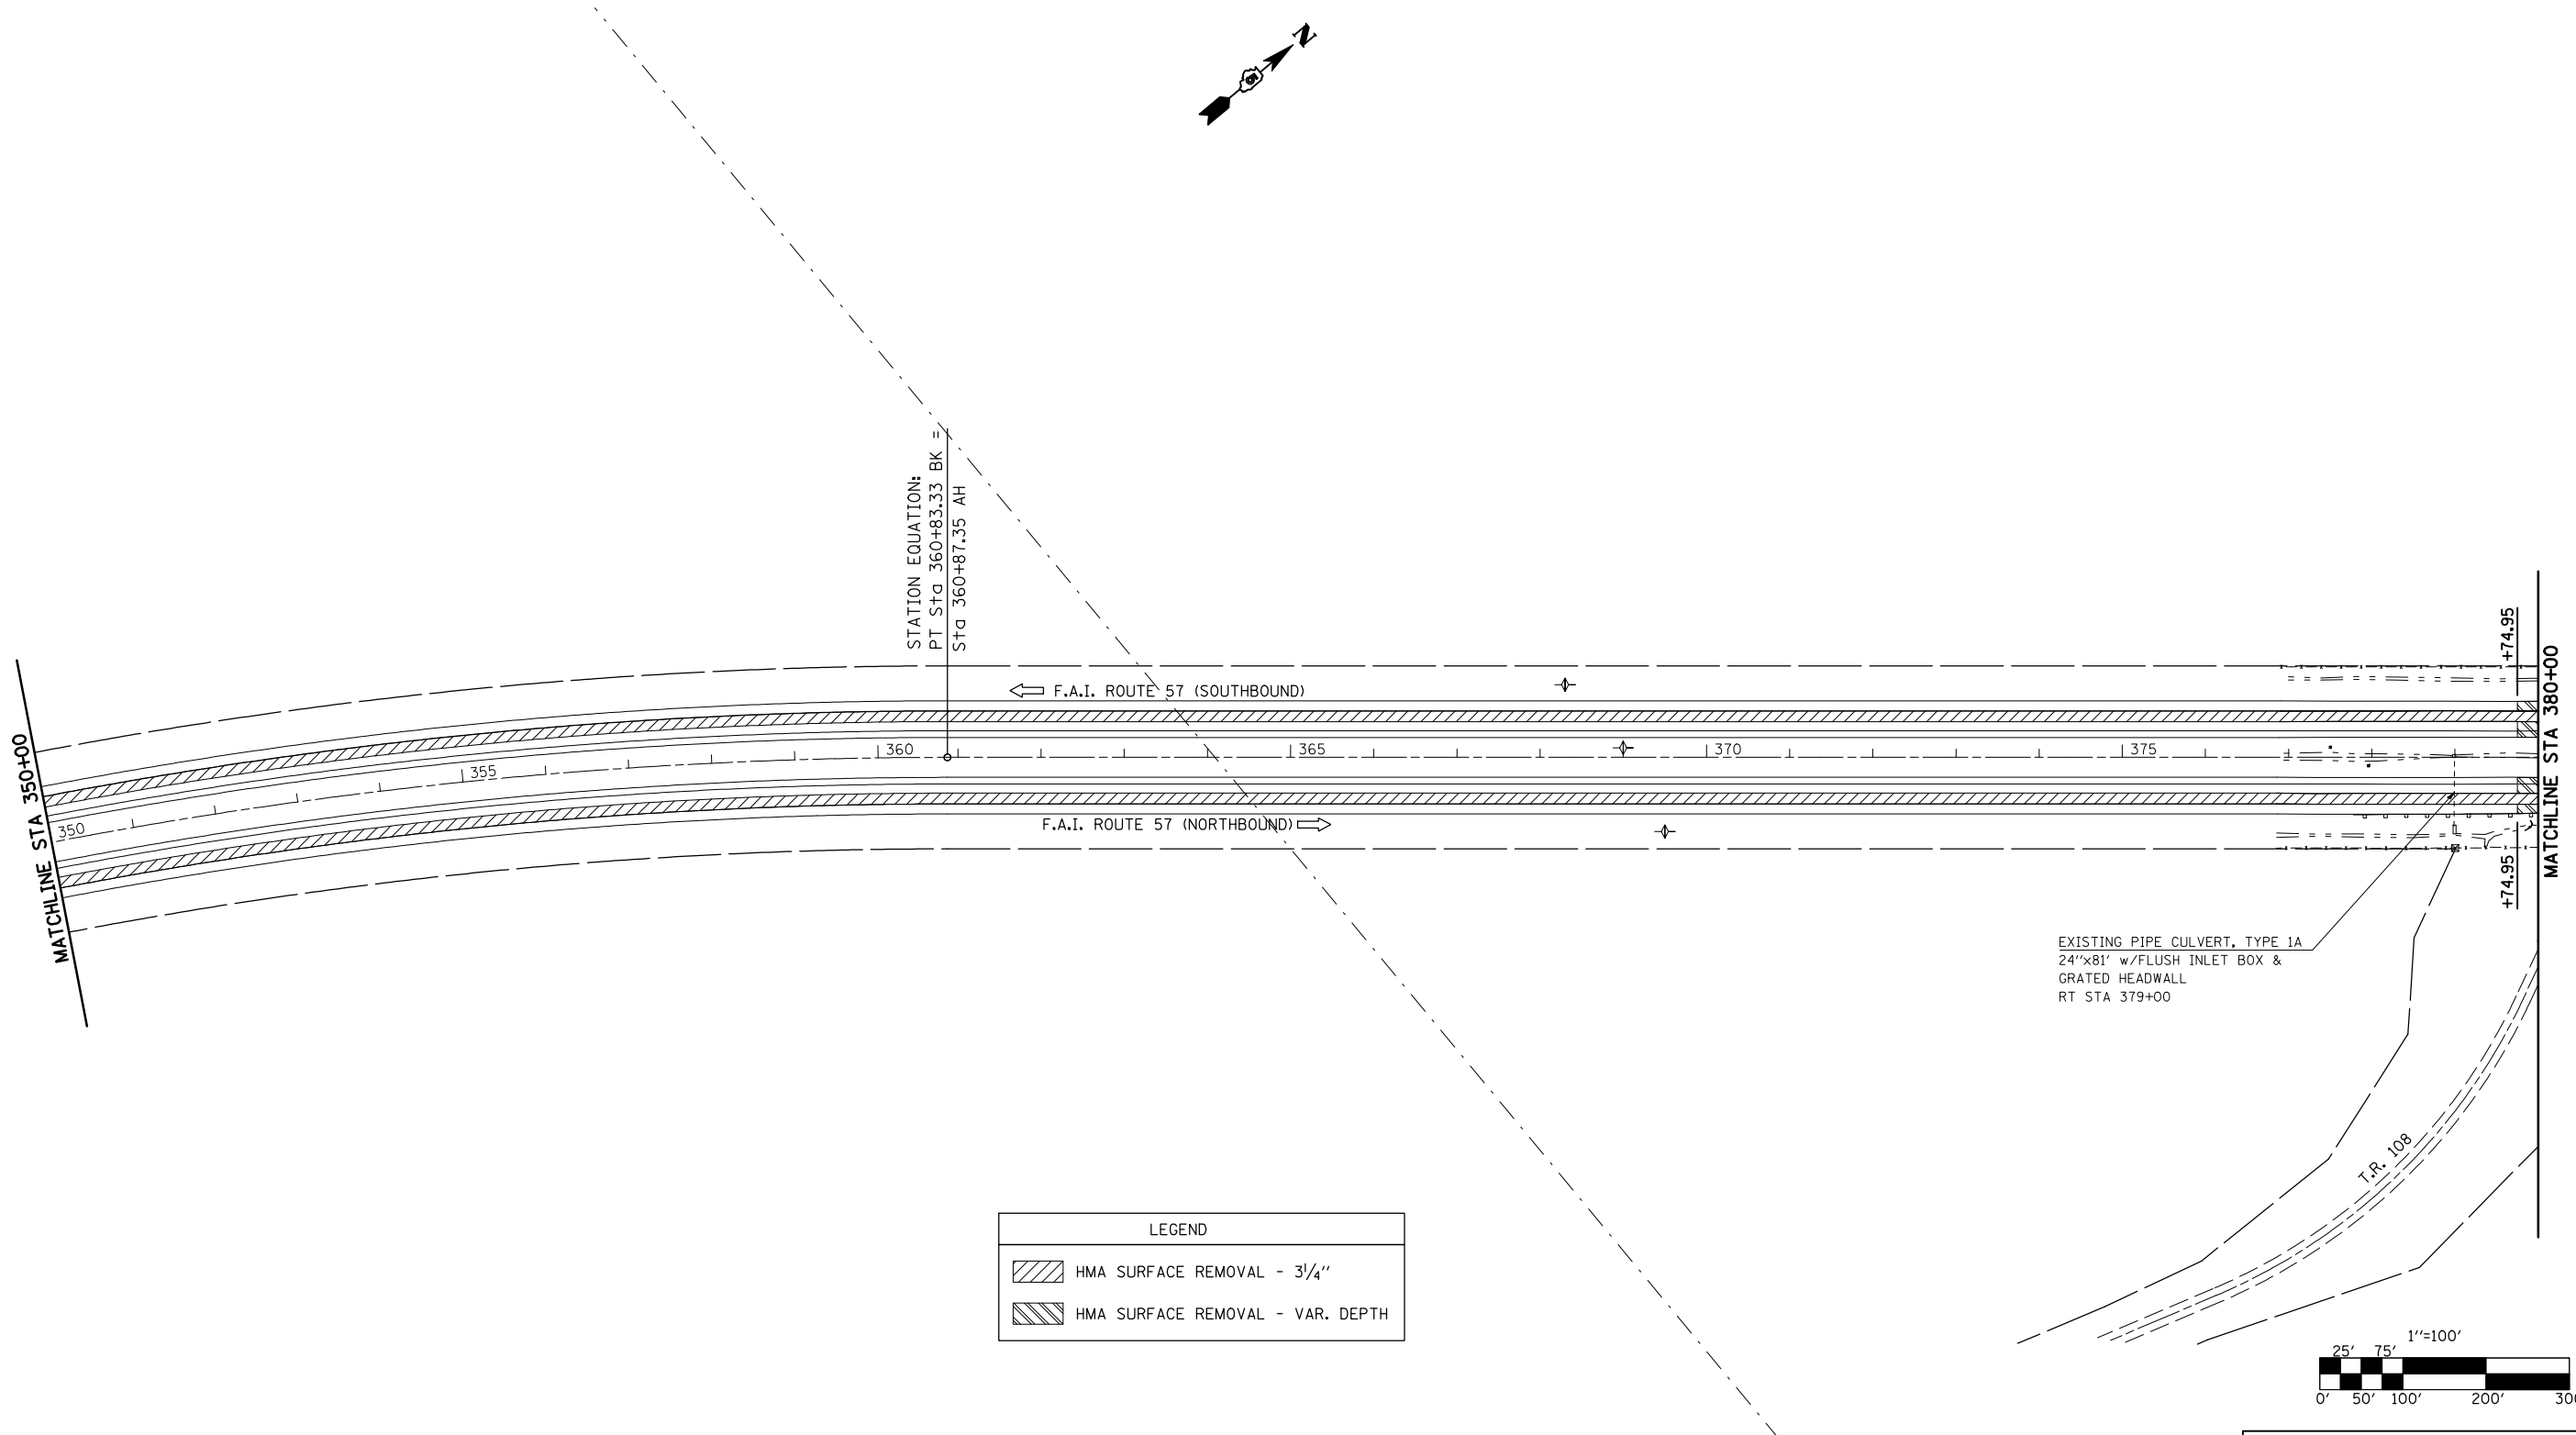 N
5
STATION EQUATION:
PT Sta 360+83.33 BK =
Sta 360+87.35 AH
F.A.I. ROUTE 57 (SOUTHBOUND)
MATCHLINE STA 350+00
350
355
360
365
370
375
F.A.I. ROUTE 57 (NORTHBOUND)
+74.95
+74.95
MATCHLINE STA 380+00
EXISTING PIPE CULVERT, TYPE 1A
24"x81' w/FLUSH INLET BOX &
GRATED HEADWALL
RT STA 379+00
T.R. 108
LEGEND
HMA SURFACE REMOVAL - 3 1/4"
HMA SURFACE REMOVAL - VAR. DEPTH
1"=100'
25' 75'
0' 50' 100' 200'